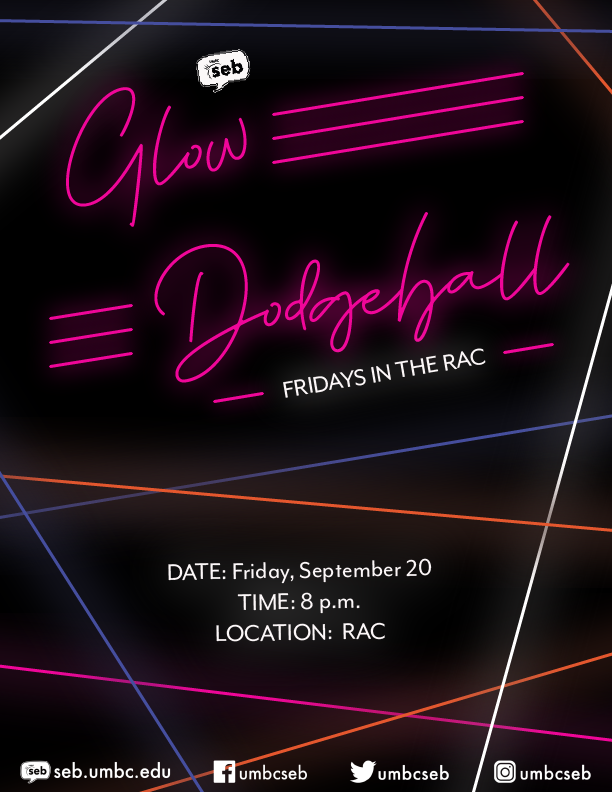 seb
Glow
Dodgeball
FRIDAYS IN THE RAC
DATE: Friday, September 20
TIME: 8 p.m.
LOCATION: RAC
seb seb.umbc.edu umbcseb umbcseb umbcseb